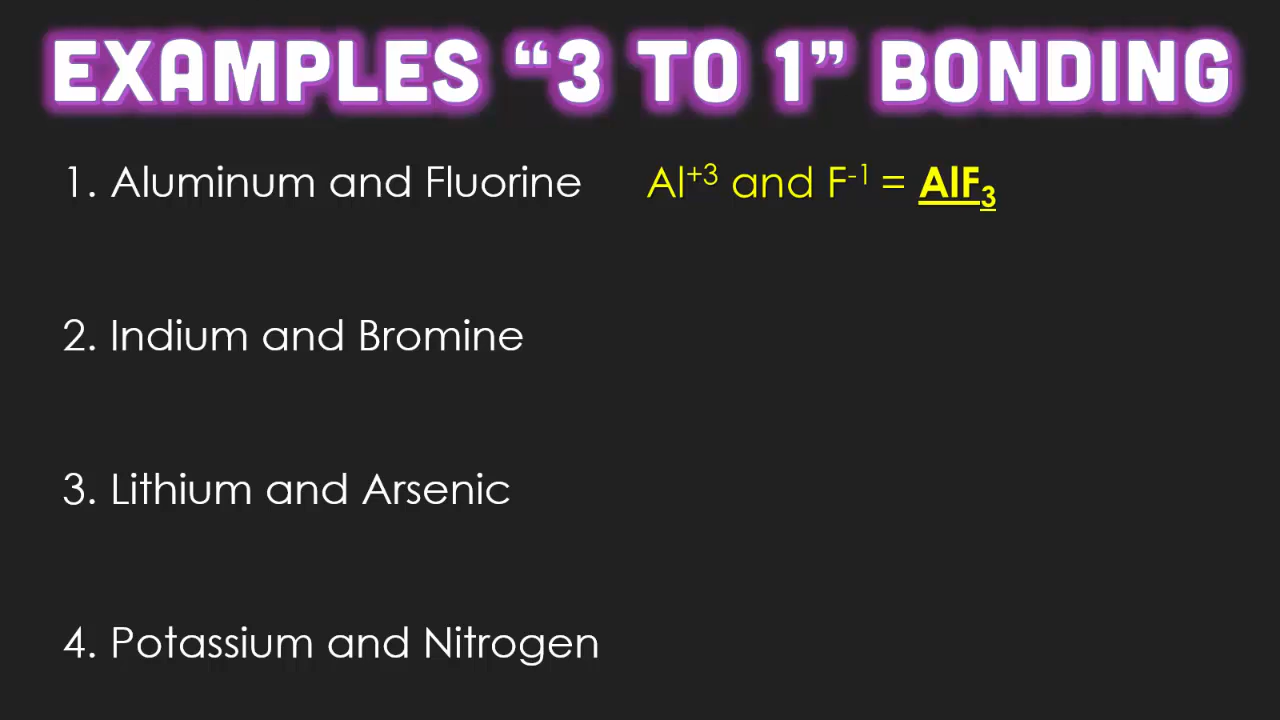 EXAMPLES “3 TO 1” BONDING
1. Aluminum and Fluorine Al⁺³ and F⁻¹ = AlF₃
2. Indium and Bromine
3. Lithium and Arsenic
4. Potassium and Nitrogen